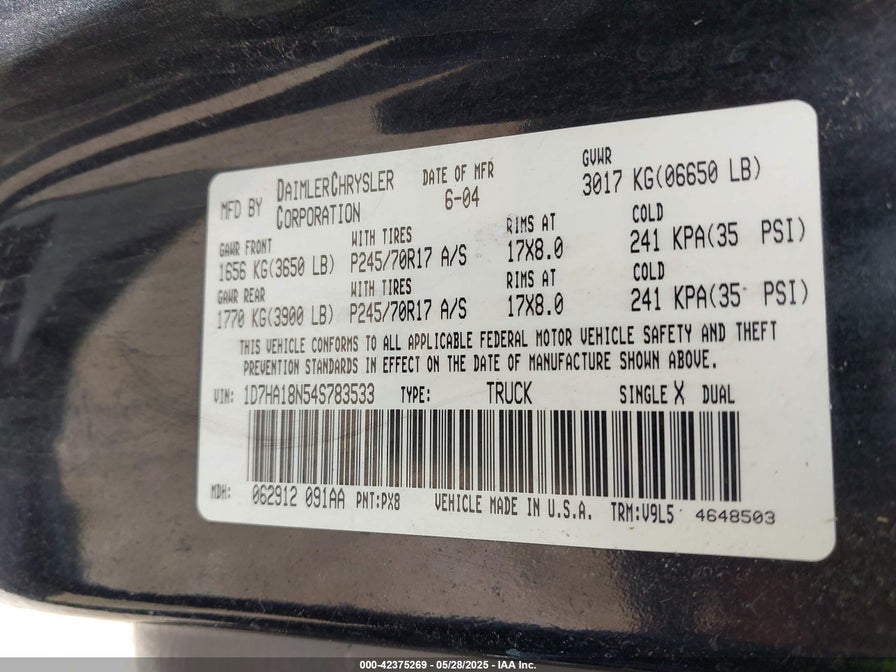 MFD BY DAIMLERCHRYSLER CORPORATION
DATE OF MFR 6-04
GVWR 3017 KG(06650 LB)
GAWR FRONT WITH TIRES RIMS AT COLD
1656 KG(3650 LB) P245/70R17 A/S 17X8.0 241 KPA(35 PSI)
GAWR REAR WITH TIRES RIMS AT COLD
1770 KG(3900 LB) P245/70R17 A/S 17X8.0 241 KPA(35 PSI)
THIS VEHICLE CONFORMS TO ALL APPLICABLE FEDERAL MOTOR VEHICLE SAFETY AND THEFT
PREVENTION STANDARDS IN EFFECT ON THE DATE OF MANUFACTURE SHOWN ABOVE.
VIN: 1D7HA18N54S783533 TYPE: TRUCK SINGLE X DUAL
MDH: 062912 091AA PNT:PX8 VEHICLE MADE IN U.S.A. TRM:V9L5 4648503
000-42375269 - 05/28/2025 - IAA Inc.